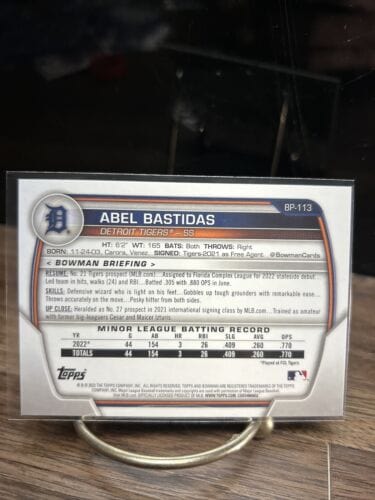 BP-113
ABEL BASTIDAS
DETROIT TIGERS® – SS
HT: 6'2" WT: 165 BATS: Both THROWS: Right
BORN: 11-24-03, Carora, Venez. SIGNED: Tigers-2021 as Free Agent @BowmanCards
< BOWMAN BRIEFING >
RESUME: No. 21 Tigers prospect (MLB.com)...Assigned to Florida Complex League for 2022 stateside debut.
Led team in hits, walks (24) and RBI...Batted .305 with .880 OPS in June.
SKILLS: Defensive wizard who is light on his feet...Gobbles up tough grounders with remarkable ease...
Throws accurately on the move...Pesky hitter from both sides.
UP CLOSE: Heralded as No. 27 prospect in 2021 international signing class by MLB.com...Trained as amateur
with former big-leaguers Cesar and Maicer Izturis.
MINOR LEAGUE BATTING RECORD
YR G AB HR RBI SLG AVG OPS
2022* 44 154 3 26 .409 .260 .770
TOTALS 44 154 3 26 .409 .260 .770
*Played at FCL Tigers
Topps